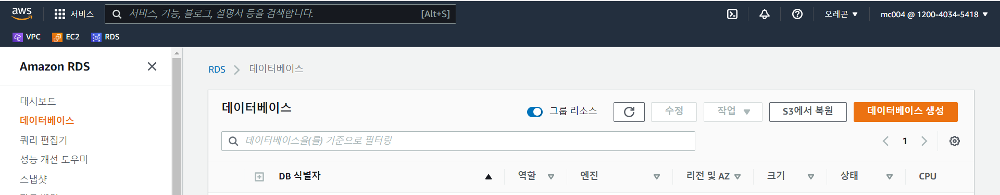 aws 서비스 서비스, 기능, 블로그, 설명서 등을 검색합니다. [Alt+S] 오레곤 mc004 @ 1200-4034-5418
VPC EC2 RDS
Amazon RDS
RDS 데이터베이스
대시보드
데이터베이스
쿼리 편집기
성능 개선 도우미
스냅샷
데이터베이스 그룹 리소스 수정 작업 S3에서 복원 데이터베이스 생성
데이터베이스을(를) 기준으로 필터링 1
DB 식별자 역할 엔진 리전 및 AZ 크기 상태 CPU